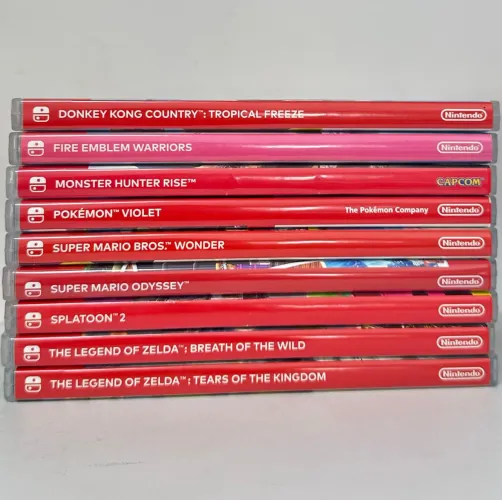 DONKEY KONG COUNTRY™: TROPICAL FREEZE Nintendo
FIRE EMBLEM WARRIORS Nintendo
MONSTER HUNTER RISE™ CAPCOM
POKÉMON™ VIOLET The Pokémon Company Nintendo
SUPER MARIO BROS.™ WONDER Nintendo
SUPER MARIO ODYSSEY™ Nintendo
SPLATOON™ 2 Nintendo
THE LEGEND OF ZELDA™: BREATH OF THE WILD Nintendo
THE LEGEND OF ZELDA™: TEARS OF THE KINGDOM Nintendo